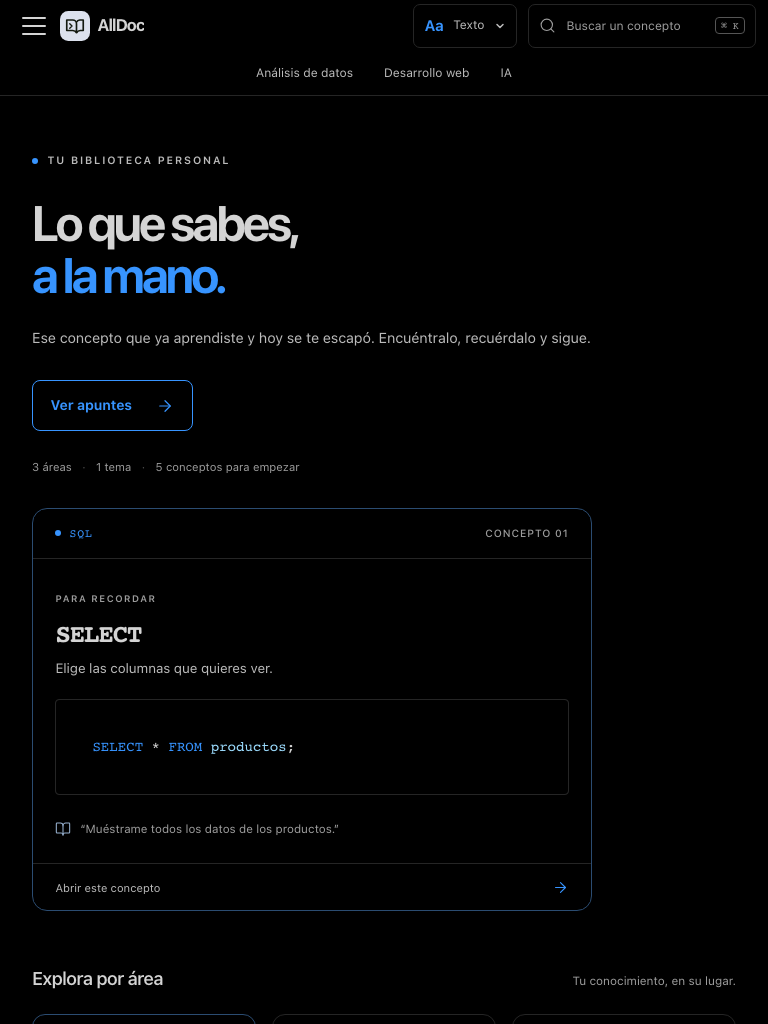 AllDoc
Aa Texto
Buscar un concepto
⌘ K
Análisis de datos
Desarrollo web
IA
TU BIBLIOTECA PERSONAL
Lo que sabes,
a la mano.
Ese concepto que ya aprendiste y hoy se te escapó. Encuéntralo, recuérdalo y sigue.
Ver apuntes
3 áreas · 1 tema · 5 conceptos para empezar
SQL
CONCEPTO 01
PARA RECORDAR
SELECT
Elige las columnas que quieres ver.
SELECT * FROM productos;
“Muéstrame todos los datos de los productos.”
Abrir este concepto
Explora por área
Tu conocimiento, en su lugar.